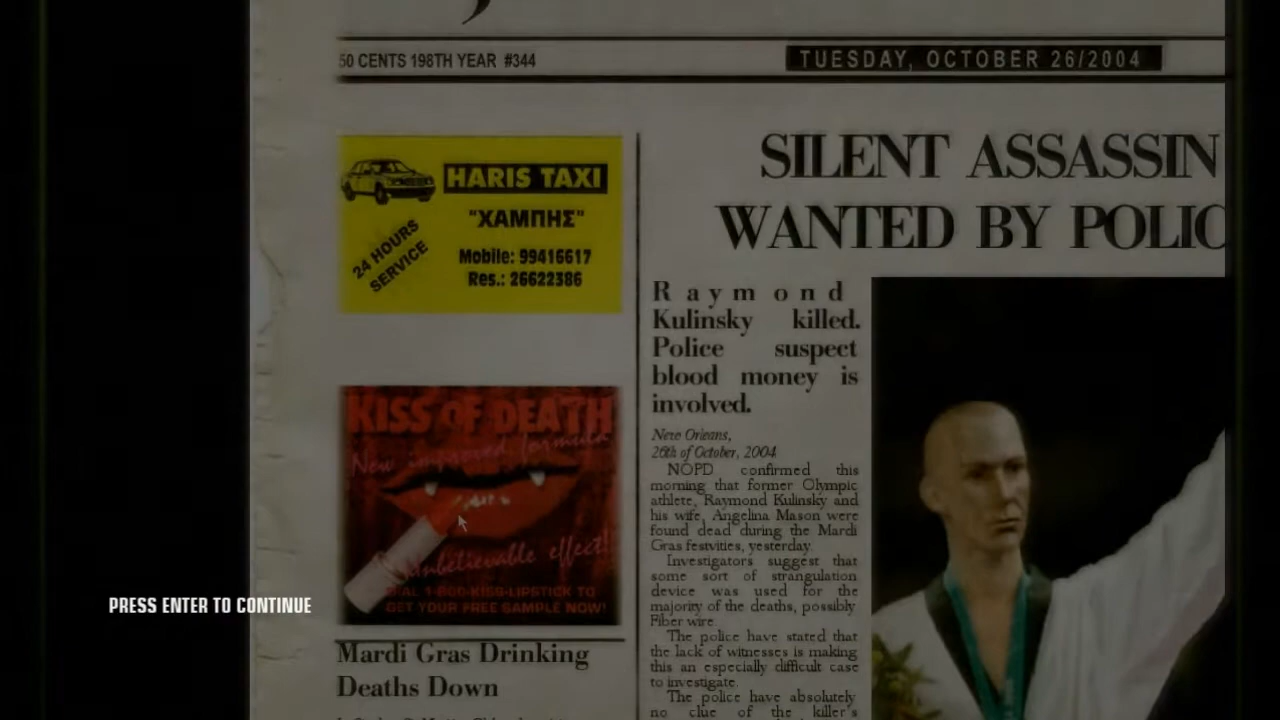 50 CENTS 198TH YEAR #344
TUESDAY, OCTOBER 26/2004
HARIS TAXI
"ΧΑΜΠΗΣ"
24 HOURS
SERVICE
Mobile: 99416617
Res.: 26622386
KISS OF DEATH
New improved formula
Unbelievable effect!
DIAL 1-800-KISS-LIPSTICK TO
GET YOUR FREE SAMPLE NOW!
Mardi Gras Drinking
Deaths Down
SILENT ASSASSIN
WANTED BY POLIC
Raymond
Kulinsky killed.
Police suspect
blood money is
involved.
New Orleans,
26th of October, 2004
NOPD confirmed this
morning that former Olympic
athlete, Raymond Kulinsky and
his wife, Angelina Mason were
found dead during the Mardi
Gras festvities, yesterday.
Investigators suggest that
some sort of strangulation
device was used for the
majority of the deaths, possibly
Fiber wire.
The police have stated that
the lack of witnesses is making
this an especially difficult case
to investigate.
The police have absolutely
no clue of the killer's
PRESS ENTER TO CONTINUE